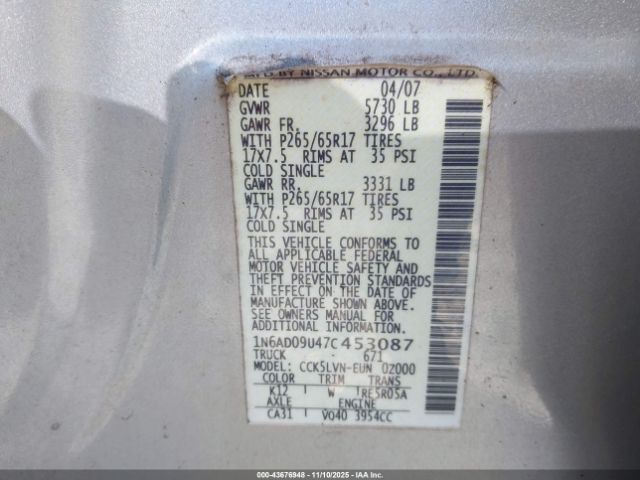 MFD BY NISSAN MOTOR CO., LTD.
DATE 04/07
GVWR 5730 LB
GAWR FR. 3296 LB
WITH P265/65R17 TIRES
17X7.5 RIMS AT 35 PSI
COLD SINGLE
GAWR RR. 3331 LB
WITH P265/65R17 TIRES
17X7.5 RIMS AT 35 PSI
COLD SINGLE
THIS VEHICLE CONFORMS TO
ALL APPLICABLE FEDERAL
MOTOR VEHICLE SAFETY AND
THEFT PREVENTION STANDARDS
IN EFFECT ON THE DATE OF
MANUFACTURE SHOWN ABOVE.
SEE OWNERS MANUAL FOR
ADDITIONAL INFORMATION.
1N6AD09U47C453087
TRUCK 671
MODEL: CCK5LVN-EUN 02000
COLOR TRIM TRANS
K12 W RE5R05A
AXLE ENGINE
CA31 VQ40 3954CC
000-43676948 - 11/10/2025 - IAAI.CA